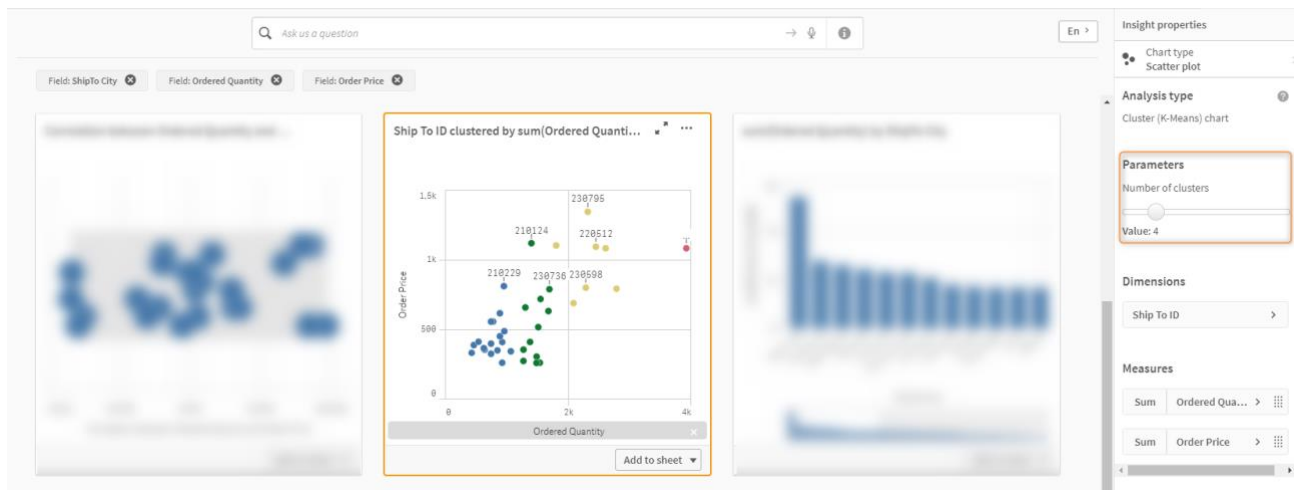 Ask us a question
En
Field: ShipTo City
Field: Ordered Quantity
Field: Order Price
Ship To ID clustered by sum(Ordered Quanti...
...
1.5k
1k
500
0
Order Price
230795
210124
220512
210229
230736
230598
T
0
2k
4k
Ordered Quantity
Add to sheet
Insight properties
Chart type
Scatter plot
Analysis type
Cluster (K-Means) chart
Parameters
Number of clusters
Value: 4
Dimensions
Ship To ID
Measures
Sum Ordered Qua...
Sum Order Price